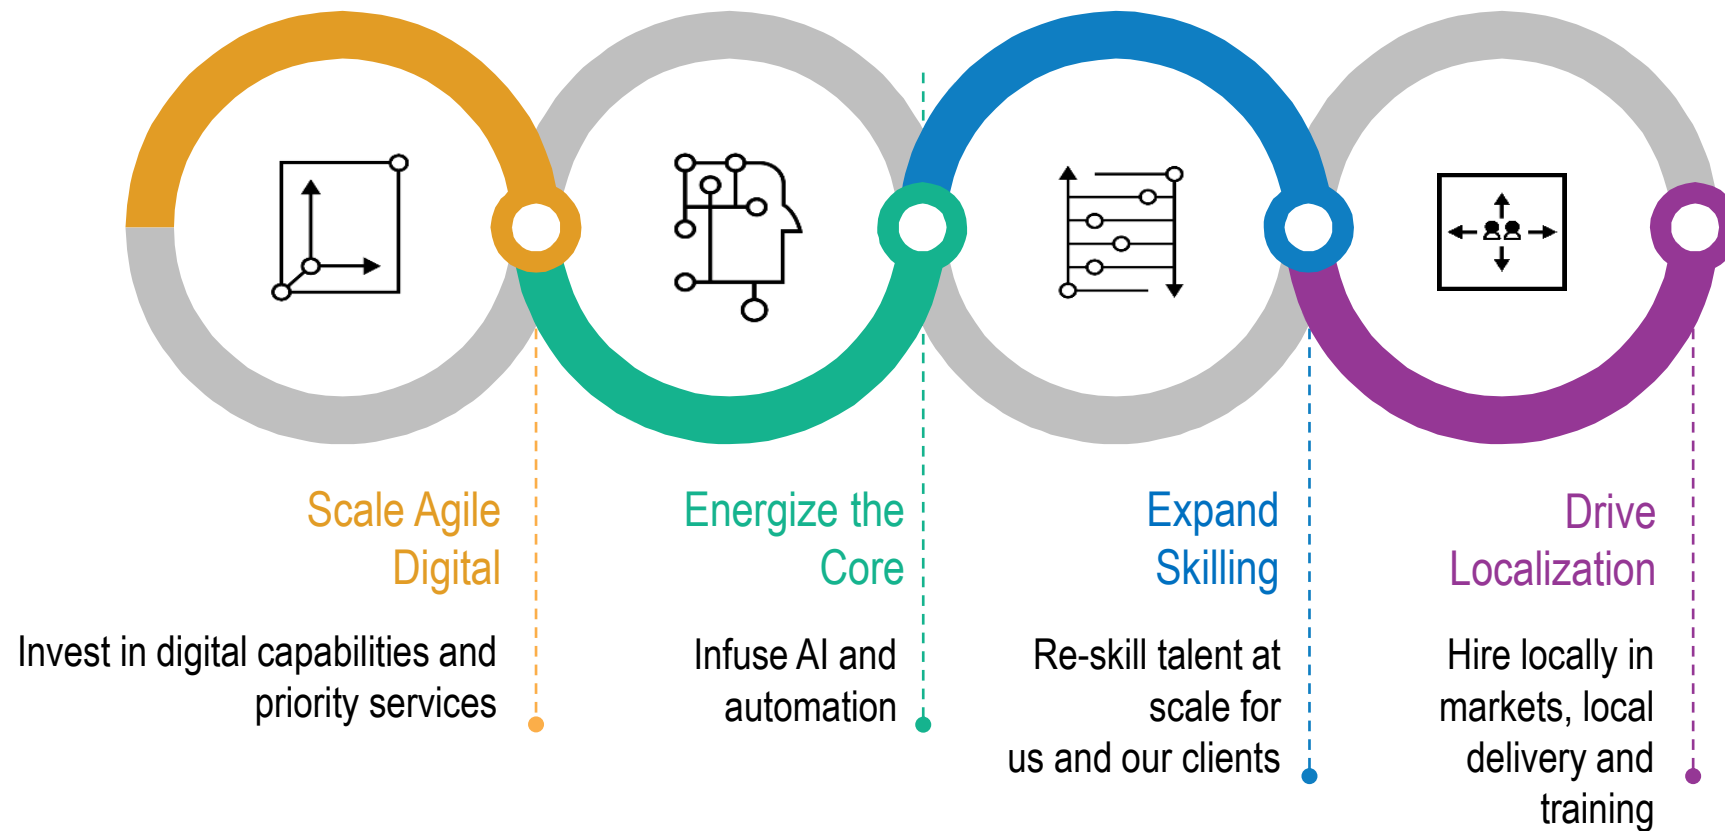 Scale Agile
Digital
Invest in digital capabilities and
priority services
Energize the
Core
Infuse AI and
automation
Expand
Skilling
Re-skill talent at
scale for
us and our clients
Drive
Localization
Hire locally in
markets, local
delivery and
training